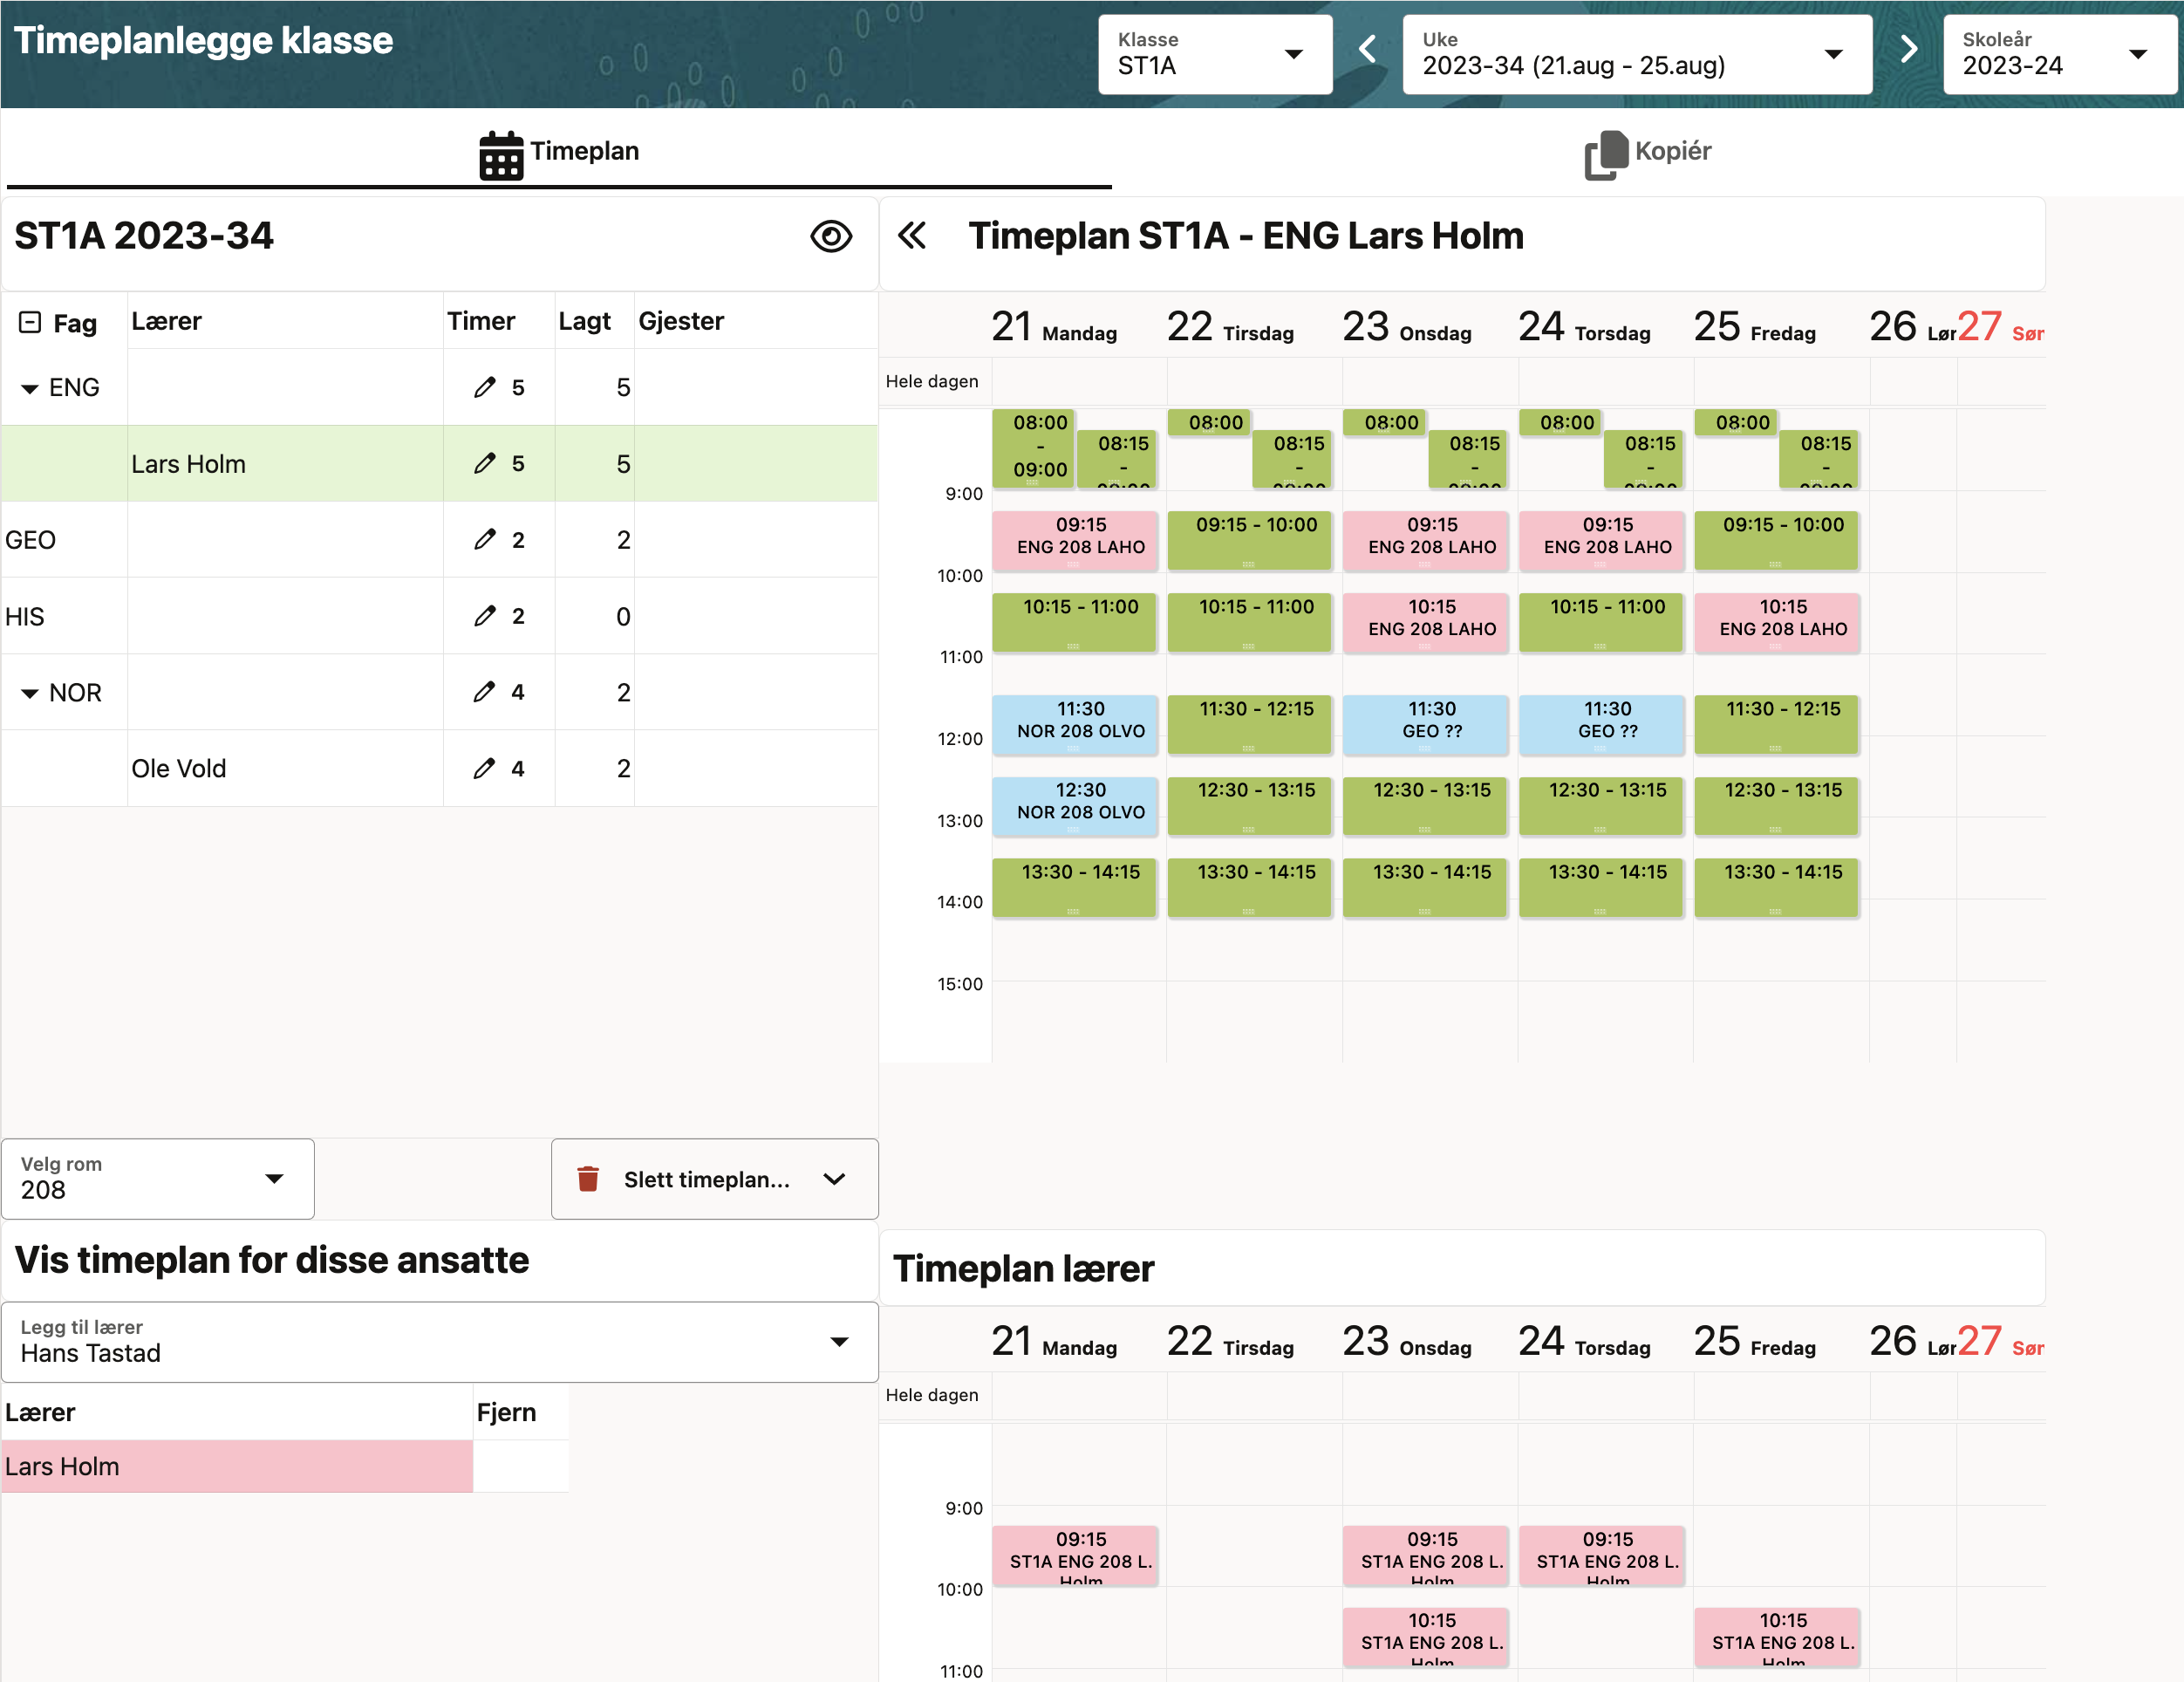 Timeplanlegge klasse
Klasse
ST1A
Uke
2023-34 (21.aug - 25.aug)
Skoleår
2023-24
Timeplan
Kopiér
ST1A 2023-34
Fag Lærer Timer Lagt Gjester
ENG 5 5
Lars Holm 5 5
GEO 2 2
HIS 2 0
NOR 4 2
Ole Vold 4 2
Velg rom
208
Slett timeplan...
Vis timeplan for disse ansatte
Legg til lærer
Hans Tastad
Lærer Fjern
Lars Holm
Timeplan ST1A - ENG Lars Holm
21 Mandag 22 Tirsdag 23 Onsdag 24 Torsdag 25 Fredag 26 Lør 27 Søn
Hele dagen
08:00 - 09:00 08:15 - 09:00 08:00 08:15 - 09:00 08:00 08:15 - 09:00 08:00 08:15 - 09:00 08:00 08:15 - 09:00
9:00
09:15 09:15 - 10:00 09:15 09:15 09:15 - 10:00
ENG 208 LAHO ENG 208 LAHO ENG 208 LAHO
10:00
10:15 - 11:00 10:15 - 11:00 10:15 10:15 - 11:00 10:15
ENG 208 LAHO ENG 208 LAHO
11:00
11:30 11:30 - 12:15 11:30 11:30 11:30 - 12:15
NOR 208 OLVO GEO ?? GEO ??
12:00
12:30 12:30 - 13:15 12:30 - 13:15 12:30 - 13:15 12:30 - 13:15
NOR 208 OLVO
13:00
13:30 - 14:15 13:30 - 14:15 13:30 - 14:15 13:30 - 14:15 13:30 - 14:15
14:00
15:00
Timeplan lærer
21 Mandag 22 Tirsdag 23 Onsdag 24 Torsdag 25 Fredag 26 Lør 27 Søn
Hele dagen
9:00
09:15 09:15 09:15
ST1A ENG 208 L. ST1A ENG 208 L. ST1A ENG 208 L.
Holm Holm Holm
10:00
10:15 10:15
ST1A ENG 208 L. ST1A ENG 208 L.
Holm Holm
11:00